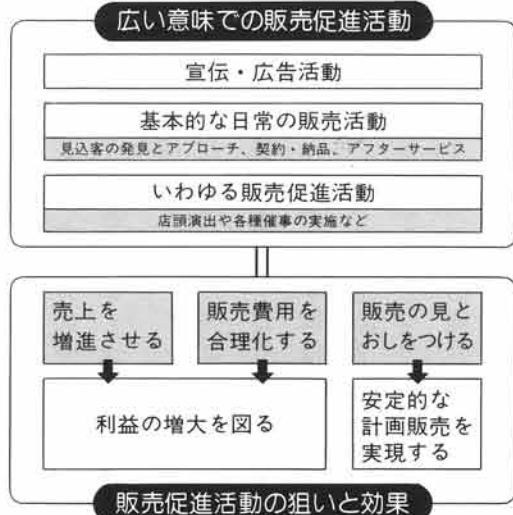 広い意味での販売促進活動
宣伝・広告活動
基本的な日常の販売活動
見込客の発見とアプローチ、契約・納品、アフターサービス
いわゆる販売促進活動
店頭演出や各種催事の実施など
売上を
増進させる
販売費用を
合理化する
販売の見と
おしをつける
利益の増大を図る
安定的な
計画販売を
実現する
販売促進活動の狙いと効果